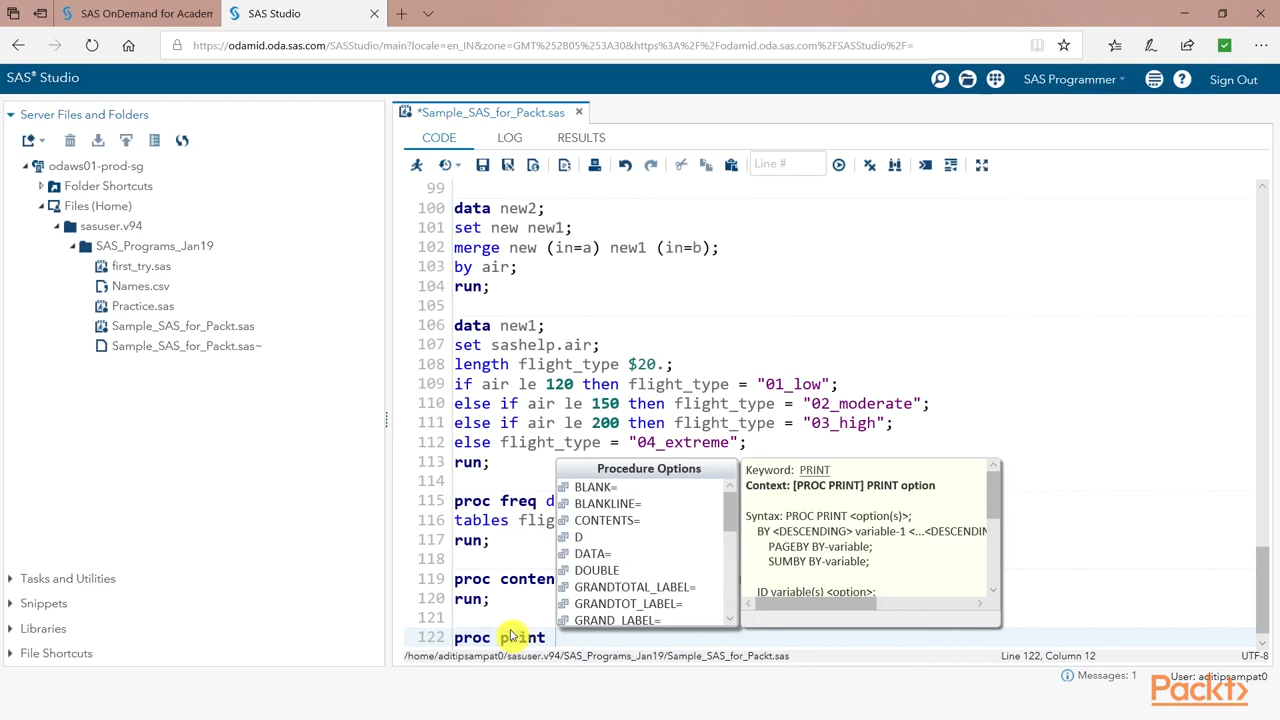 SAS OnDemand for Academ
SAS Studio
https://odamid.oda.sas.com/SASStudio/main?locale=en_IN&zone=GMT%252B05%253A30&https%3A%2F%2Fodamid.oda.sas.com%2FSASStudio%2F=
SAS® Studio
SAS Programmer
Sign Out
Server Files and Folders
odaws01-prod-sg
Folder Shortcuts
Files (Home)
sasuser.v94
SAS_Programs_Jan19
first_try.sas
Names.csv
Practice.sas
Sample_SAS_for_Packt.sas
Sample_SAS_for_Packt.sas~
Tasks and Utilities
Snippets
Libraries
File Shortcuts
*Sample_SAS_for_Packt.sas
CODE LOG RESULTS
Line #
99
100 data new2;
101 set new new1;
102 merge new (in=a) new1 (in=b);
103 by air;
104 run;
105
106 data new1;
107 set sashelp.air;
108 length flight_type $20.;
109 if air le 120 then flight_type = "01_low";
110 else if air le 150 then flight_type = "02_moderate";
111 else if air le 200 then flight_type = "03_high";
112 else flight_type = "04_extreme";
113 run;
114
115 proc freq d
116 tables flig
117 run;
118
119 proc conten
120 run;
121
122 proc print
Procedure Options
BLANK=
BLANKLINE=
CONTENTS=
D
DATA=
DOUBLE
GRANDTOTAL_LABEL=
GRANDTOT_LABEL=
GRAND_LABEL=
Keyword: PRINT
Context: [PROC PRINT] PRINT option
Syntax: PROC PRINT <option(s)>;
BY <DESCENDING> variable-1 <...<DESCENDIN
PAGEBY BY-variable;
SUMBY BY-variable;
ID variable(s) <option>;
/home/aditipsampat0/sasuser.v94/SAS_Programs_Jan19/Sample_SAS_for_Packt.sas
Line 122, Column 12
UTF-8
Messages: 1
User: aditipsampat0
Packt>